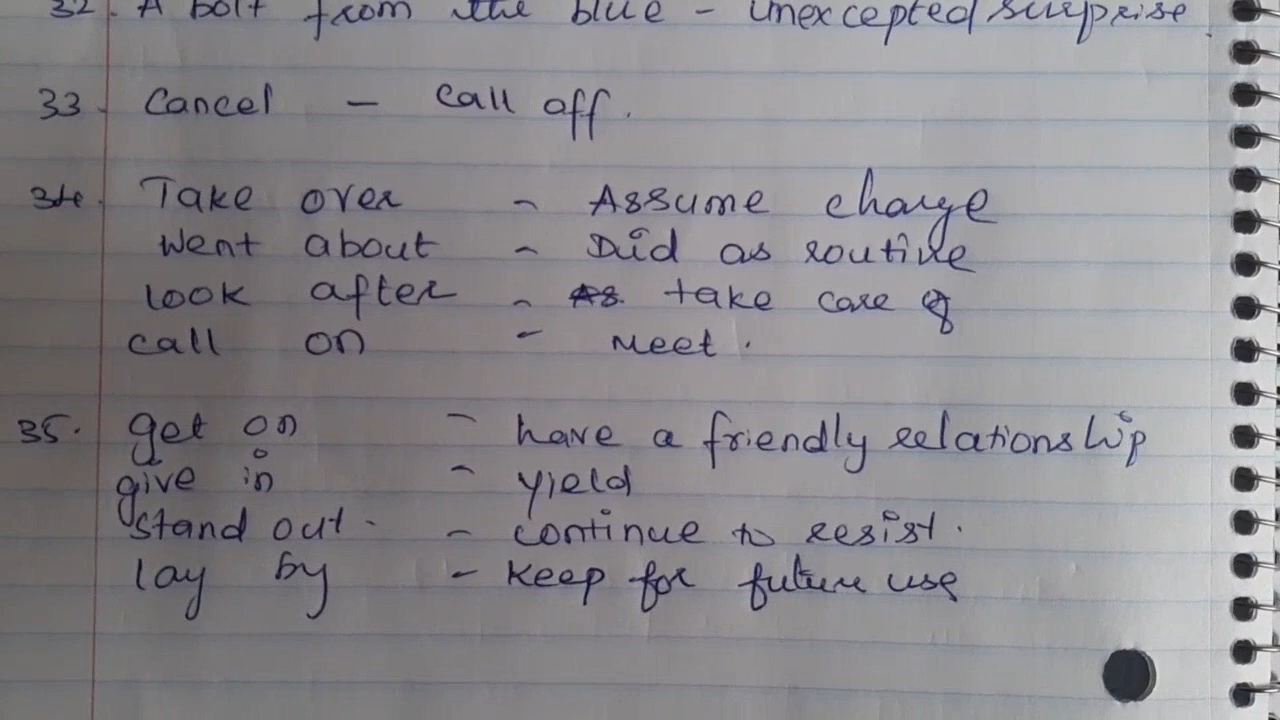 32. A bolt from the blue - Unexcepted surprise.
33. Cancel - Call off.
34. Take over - Assume charge
Went about - Did as routine
Look after - As. take care of
Call on - Meet.
35. get on - have a friendly relationship
give in - yield
stand out. - continue to resist.
lay by - keep for future use